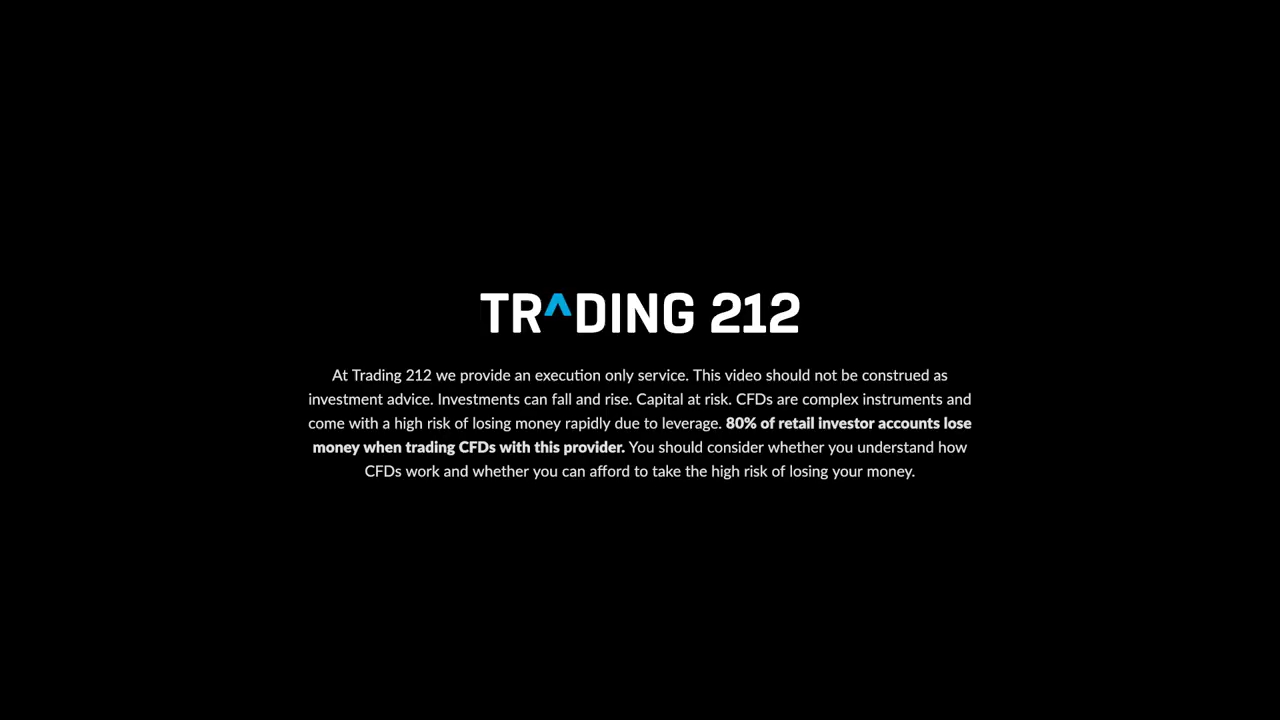 TR^DING 212
At Trading 212 we provide an execution only service. This video should not be construed as
investment advice. Investments can fall and rise. Capital at risk. CFDs are complex instruments and
come with a high risk of losing money rapidly due to leverage. 80% of retail investor accounts lose
money when trading CFDs with this provider. You should consider whether you understand how
CFDs work and whether you can afford to take the high risk of losing your money.